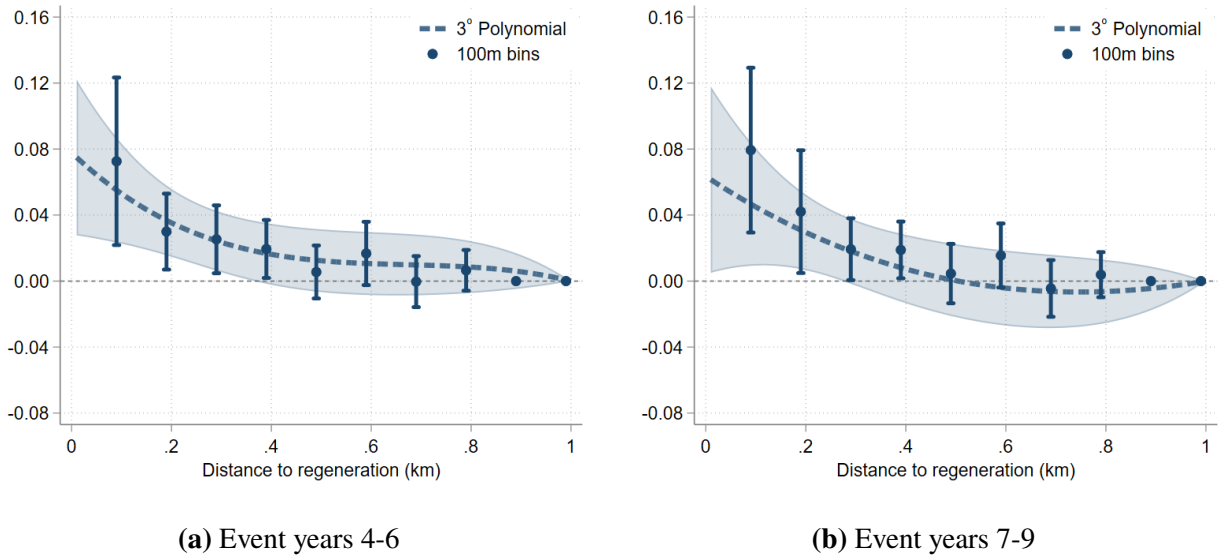 0.16
0.12
0.08
0.04
0.00
-0.04
-0.08
3° Polynomial
100m bins
0 .2 .4 .6 .8 1
Distance to regeneration (km)
(a) Event years 4-6
0.16
0.12
0.08
0.04
0.00
-0.04
-0.08
3° Polynomial
100m bins
0 .2 .4 .6 .8 1
Distance to regeneration (km)
(b) Event years 7-9